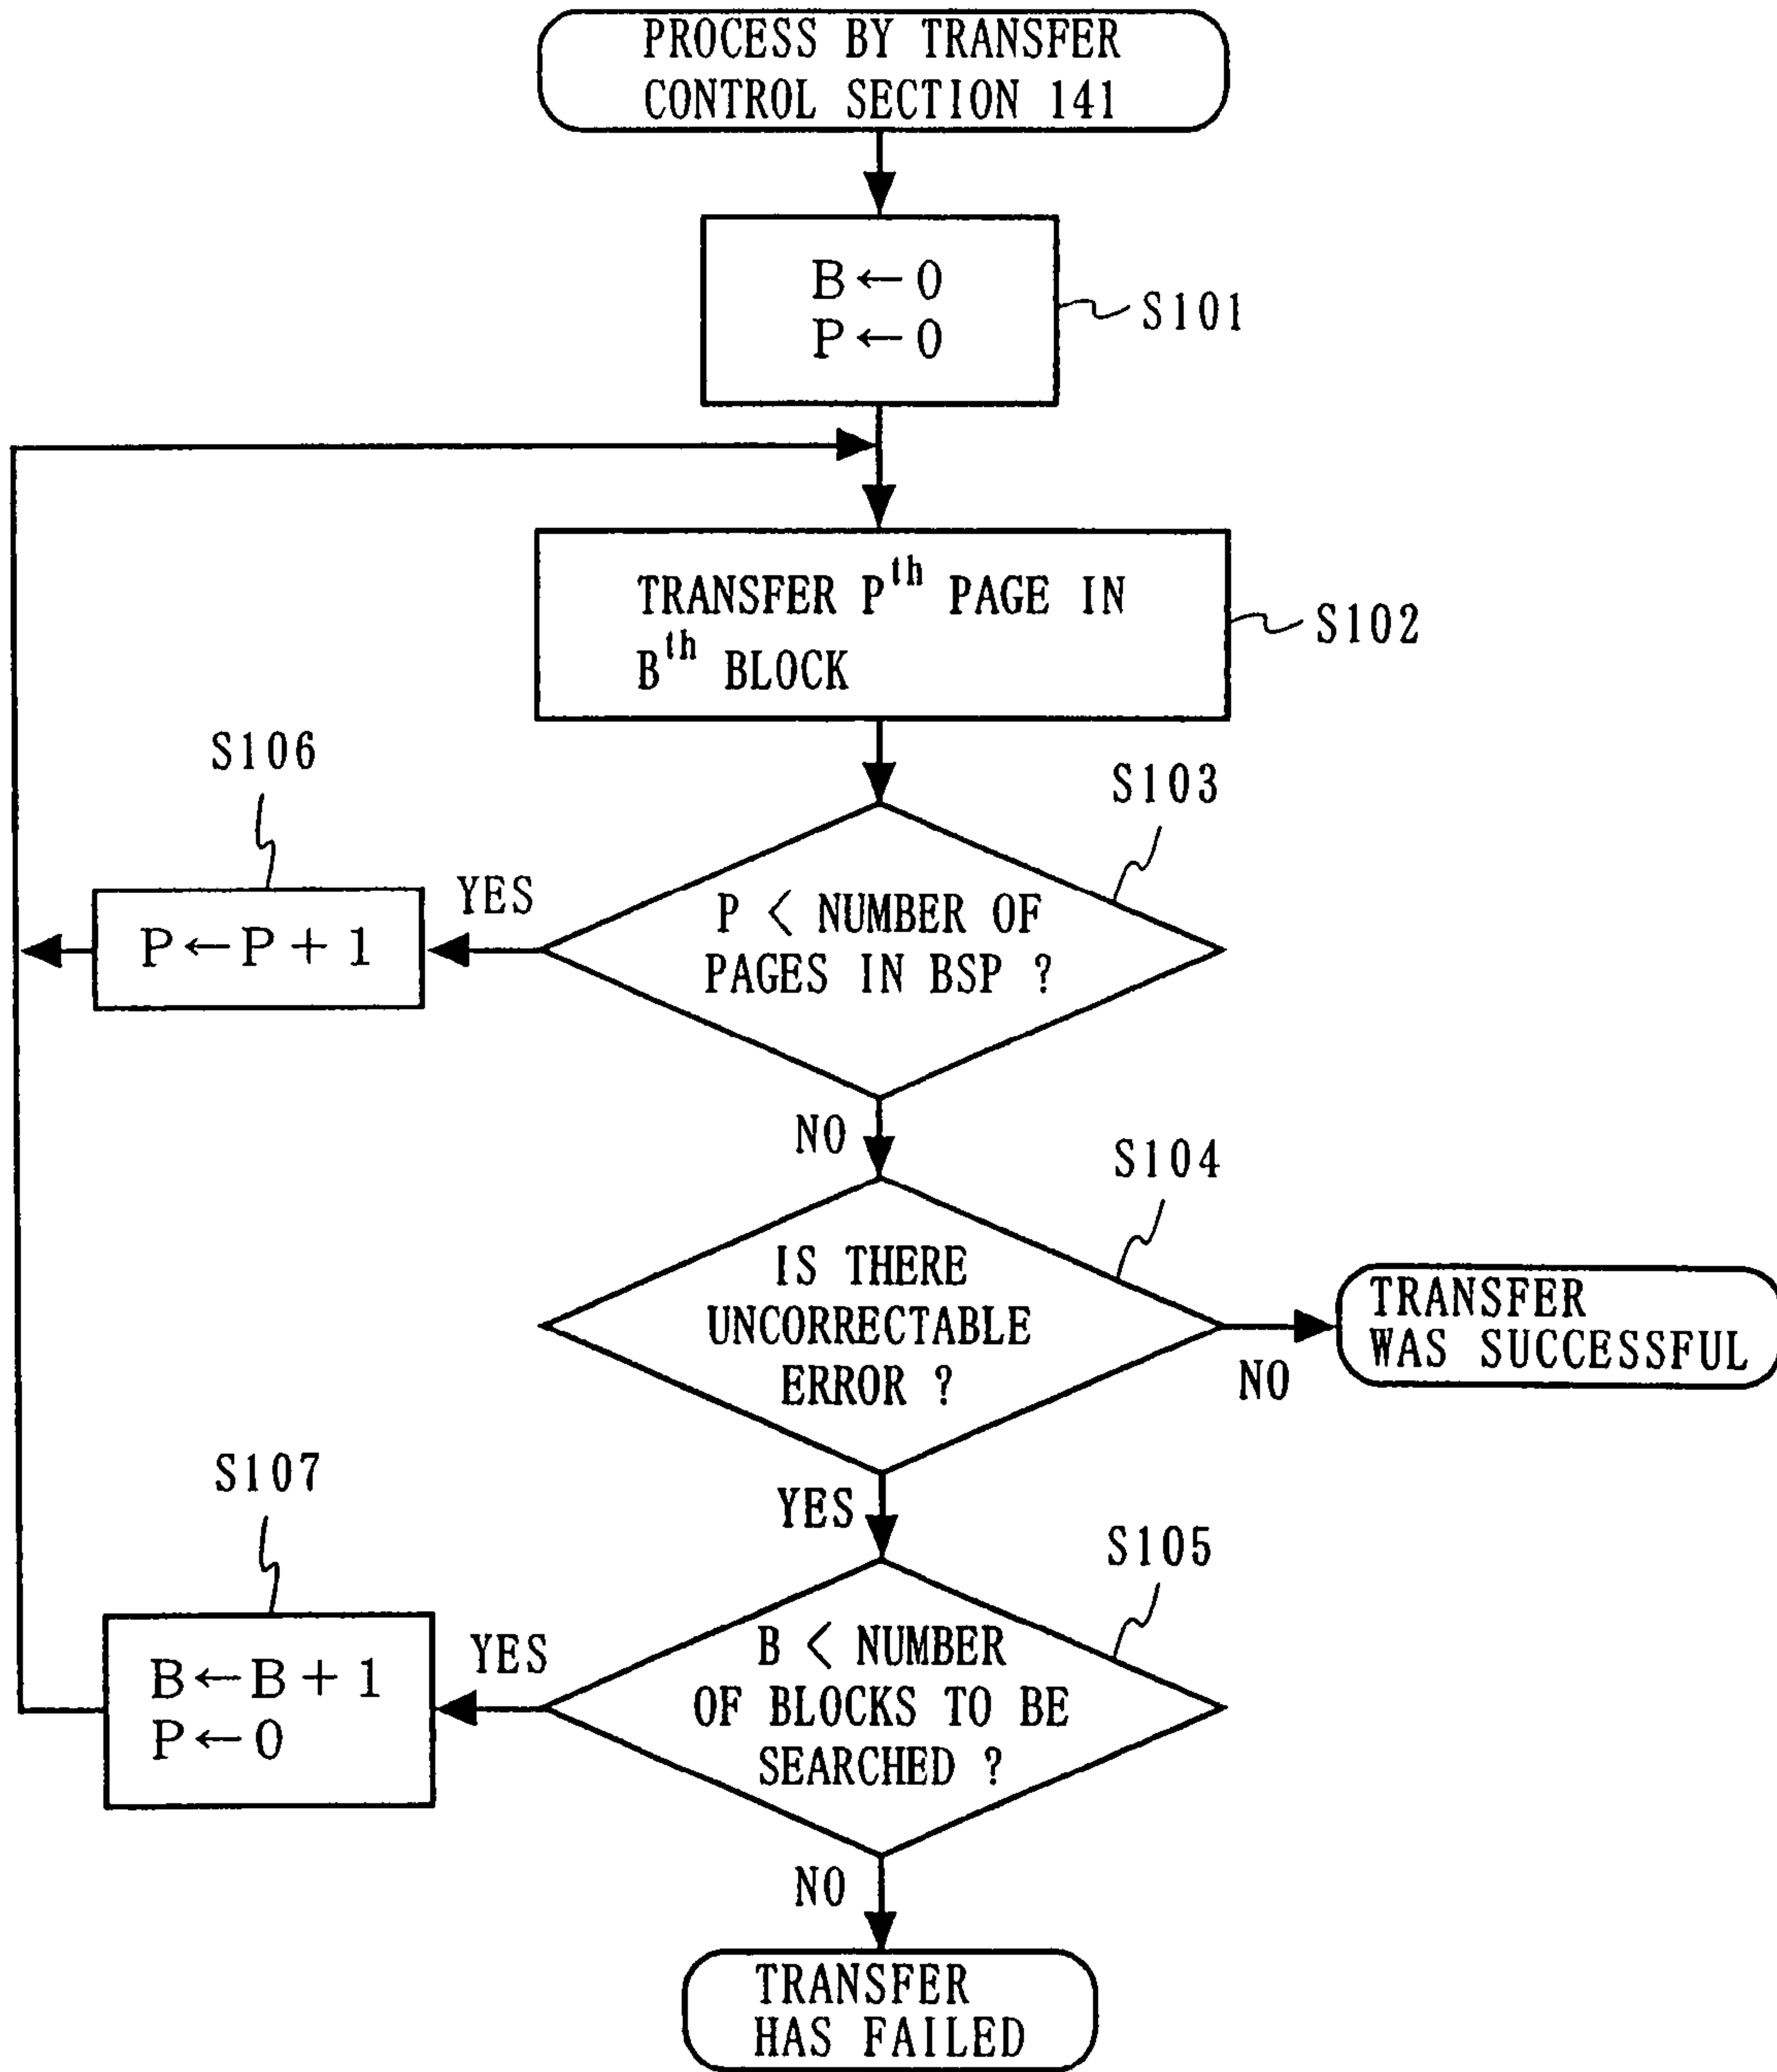 PROCESS BY TRANSFER
CONTROL SECTION 141
B←0
P←0
S101
TRANSFER Pth PAGE IN
Bth BLOCK
S102
S106
S103
P←P+1
YES
P < NUMBER OF
PAGES IN BSP ?
NO
S104
IS THERE
UNCORRECTABLE
ERROR ?
NO
TRANSFER
WAS SUCCESSFUL
S107
YES
S105
B←B+1
P←0
YES
B < NUMBER
OF BLOCKS TO BE
SEARCHED ?
NO
TRANSFER
HAS FAILED